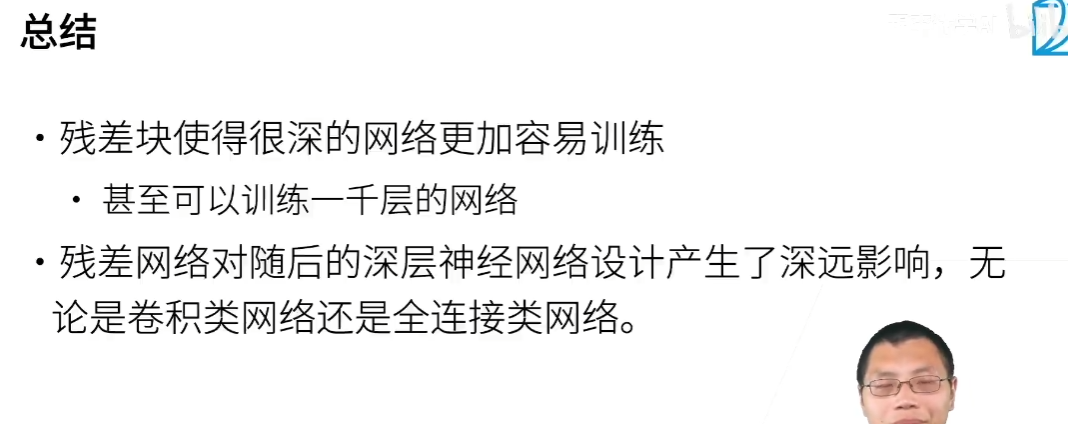 总结
• 残差块使得很深的网络更加容易训练
• 甚至可以训练一千层的网络
• 残差网络对随后的深层神经网络设计产生了深远影响，无
论是卷积类网络还是全连接类网络。